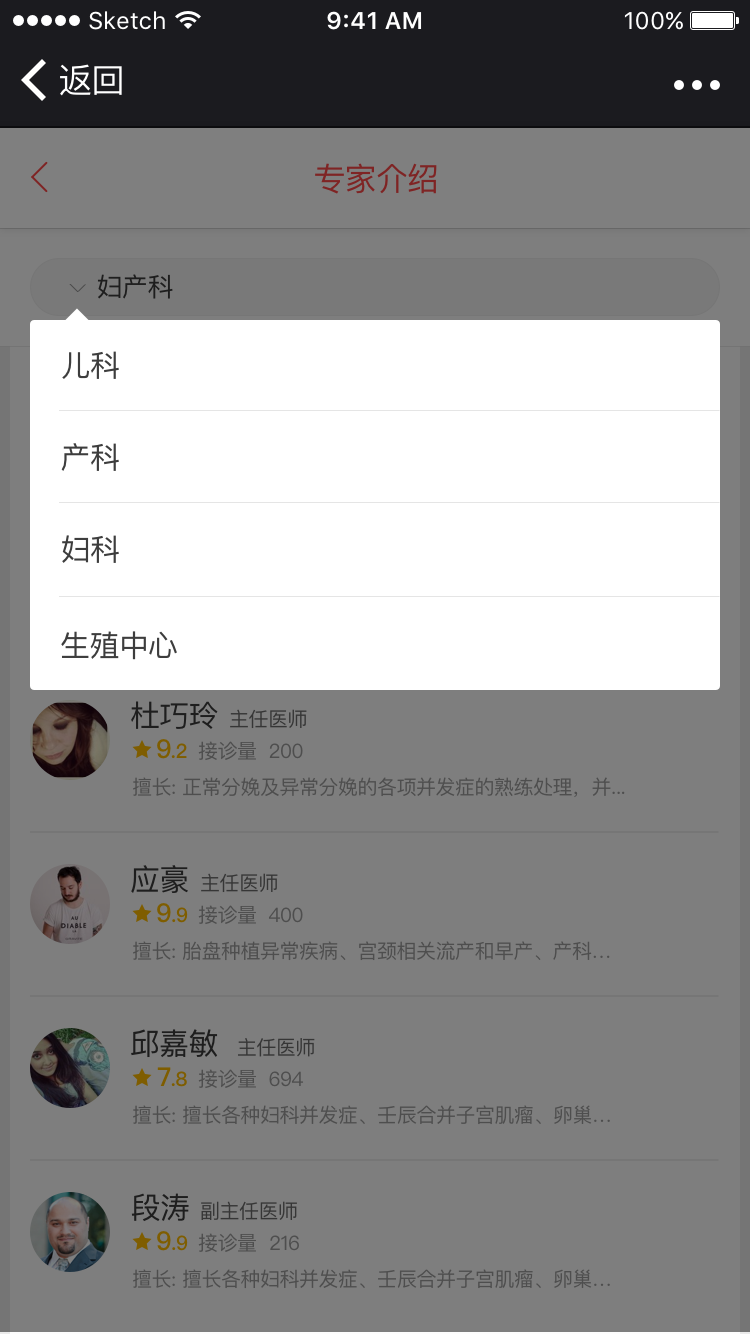 Sketch 9:41 AM 100%
返回
专家介绍
妇产科
儿科
产科
妇科
生殖中心
杜巧玲 主任医师
9.2 接诊量 200
擅长: 正常分娩及异常分娩的各项并发症的熟练处理，并...
应豪 主任医师
AU
DIABLE
9.9 接诊量 400
擅长: 胎盘种植异常疾病、宫颈相关流产和早产、产科...
邱嘉敏 主任医师
7.8 接诊量 694
擅长: 擅长各种妇科并发症、壬辰合并子宫肌瘤、卵巢...
段涛 副主任医师
9.9 接诊量 216
擅长: 擅长各种妇科并发症、壬辰合并子宫肌瘤、卵巢...